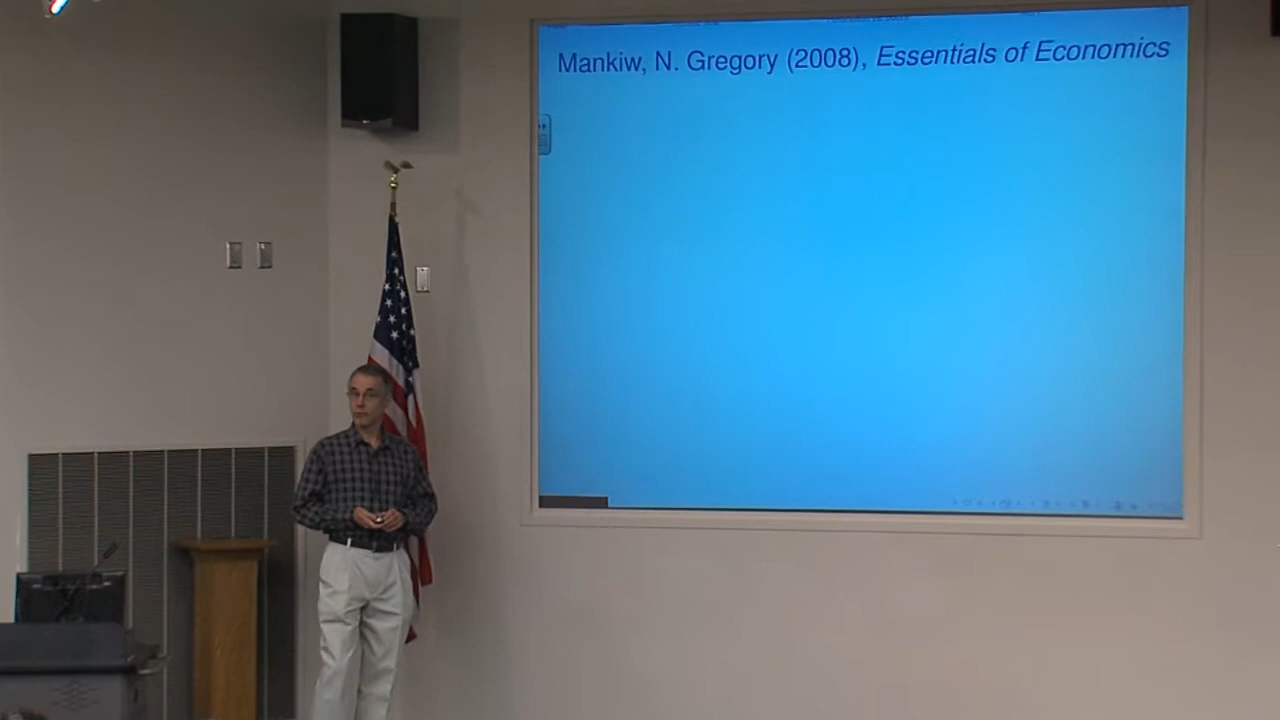 Mankiw, N. Gregory (2008), Essentials of Economics